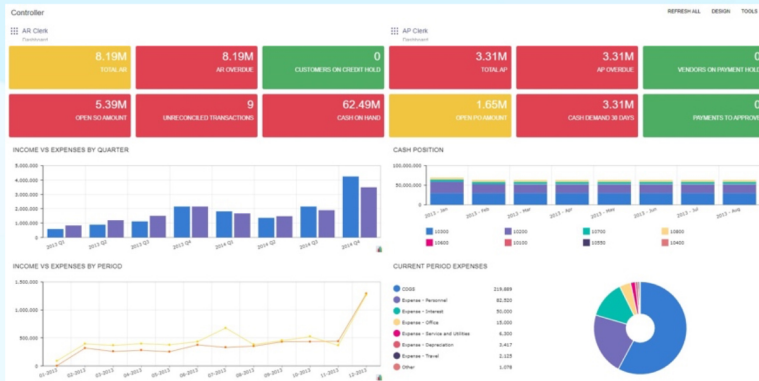 Controller
REFRESH ALL DESIGN TOOLS
AR Clerk
Dashboard
AP Clerk
Dashboard
8.19M
TOTAL AR
8.19M
AR OVERDUE
0
CUSTOMERS ON CREDIT HOLD
3.31M
TOTAL AP
3.31M
AP OVERDUE
0
VENDORS ON PAYMENT HOLD
5.39M
OPEN SO AMOUNT
9
UNRECONCILED TRANSACTIONS
62.49M
CASH ON HAND
1.65M
OPEN PO AMOUNT
3.31M
CASH DEMAND 30 DAYS
0
PAYMENTS TO APPROVE
INCOME VS EXPENSES BY QUARTER
5,000,000
4,000,000
3,000,000
2,000,000
1,000,000
0
2013 Q1 2013 Q2 2013 Q3 2013 Q4 2014 Q1 2014 Q2 2014 Q3 2014 Q4
CASH POSITION
100,000,000
50,000,000
0
2013 - Jan 2013 - Feb 2013 - Mar 2013 - Apr 2013 - May 2013 - Jun 2013 - Jul 2013 - Aug
10300 10200 10700 10800
10600 10100 10550 10400
INCOME VS EXPENSES BY PERIOD
1,500,000
1,000,000
500,000
0
01-2013 02-2013 03-2013 04-2013 05-2013 06-2013 07-2013 08-2013 09-2013 10-2013 11-2013 12-2013
CURRENT PERIOD EXPENSES
COGS 219.889
Expense - Personnel 82.500
Expense - Interest 50.000
Expense - Office 15.000
Expense - Service and Utilities 6.300
Expense - Depreciation 3.417
Expense - Travel 2.125
Other 1.079